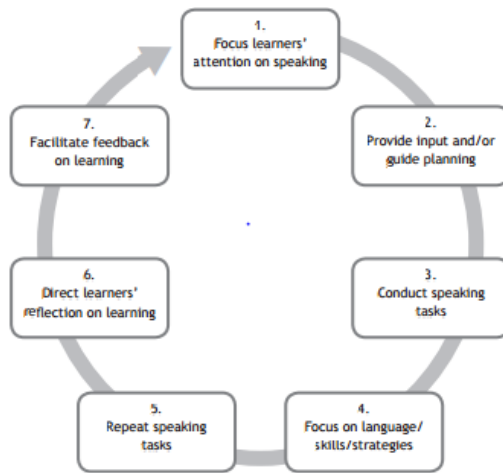 1.
Focus learners'
attention on speaking
2.
Provide input and/or
guide planning
3.
Conduct speaking
tasks
4.
Focus on language/
skills/strategies
5.
Repeat speaking
tasks
6.
Direct learners'
reflection on learning
7.
Facilitate feedback
on learning